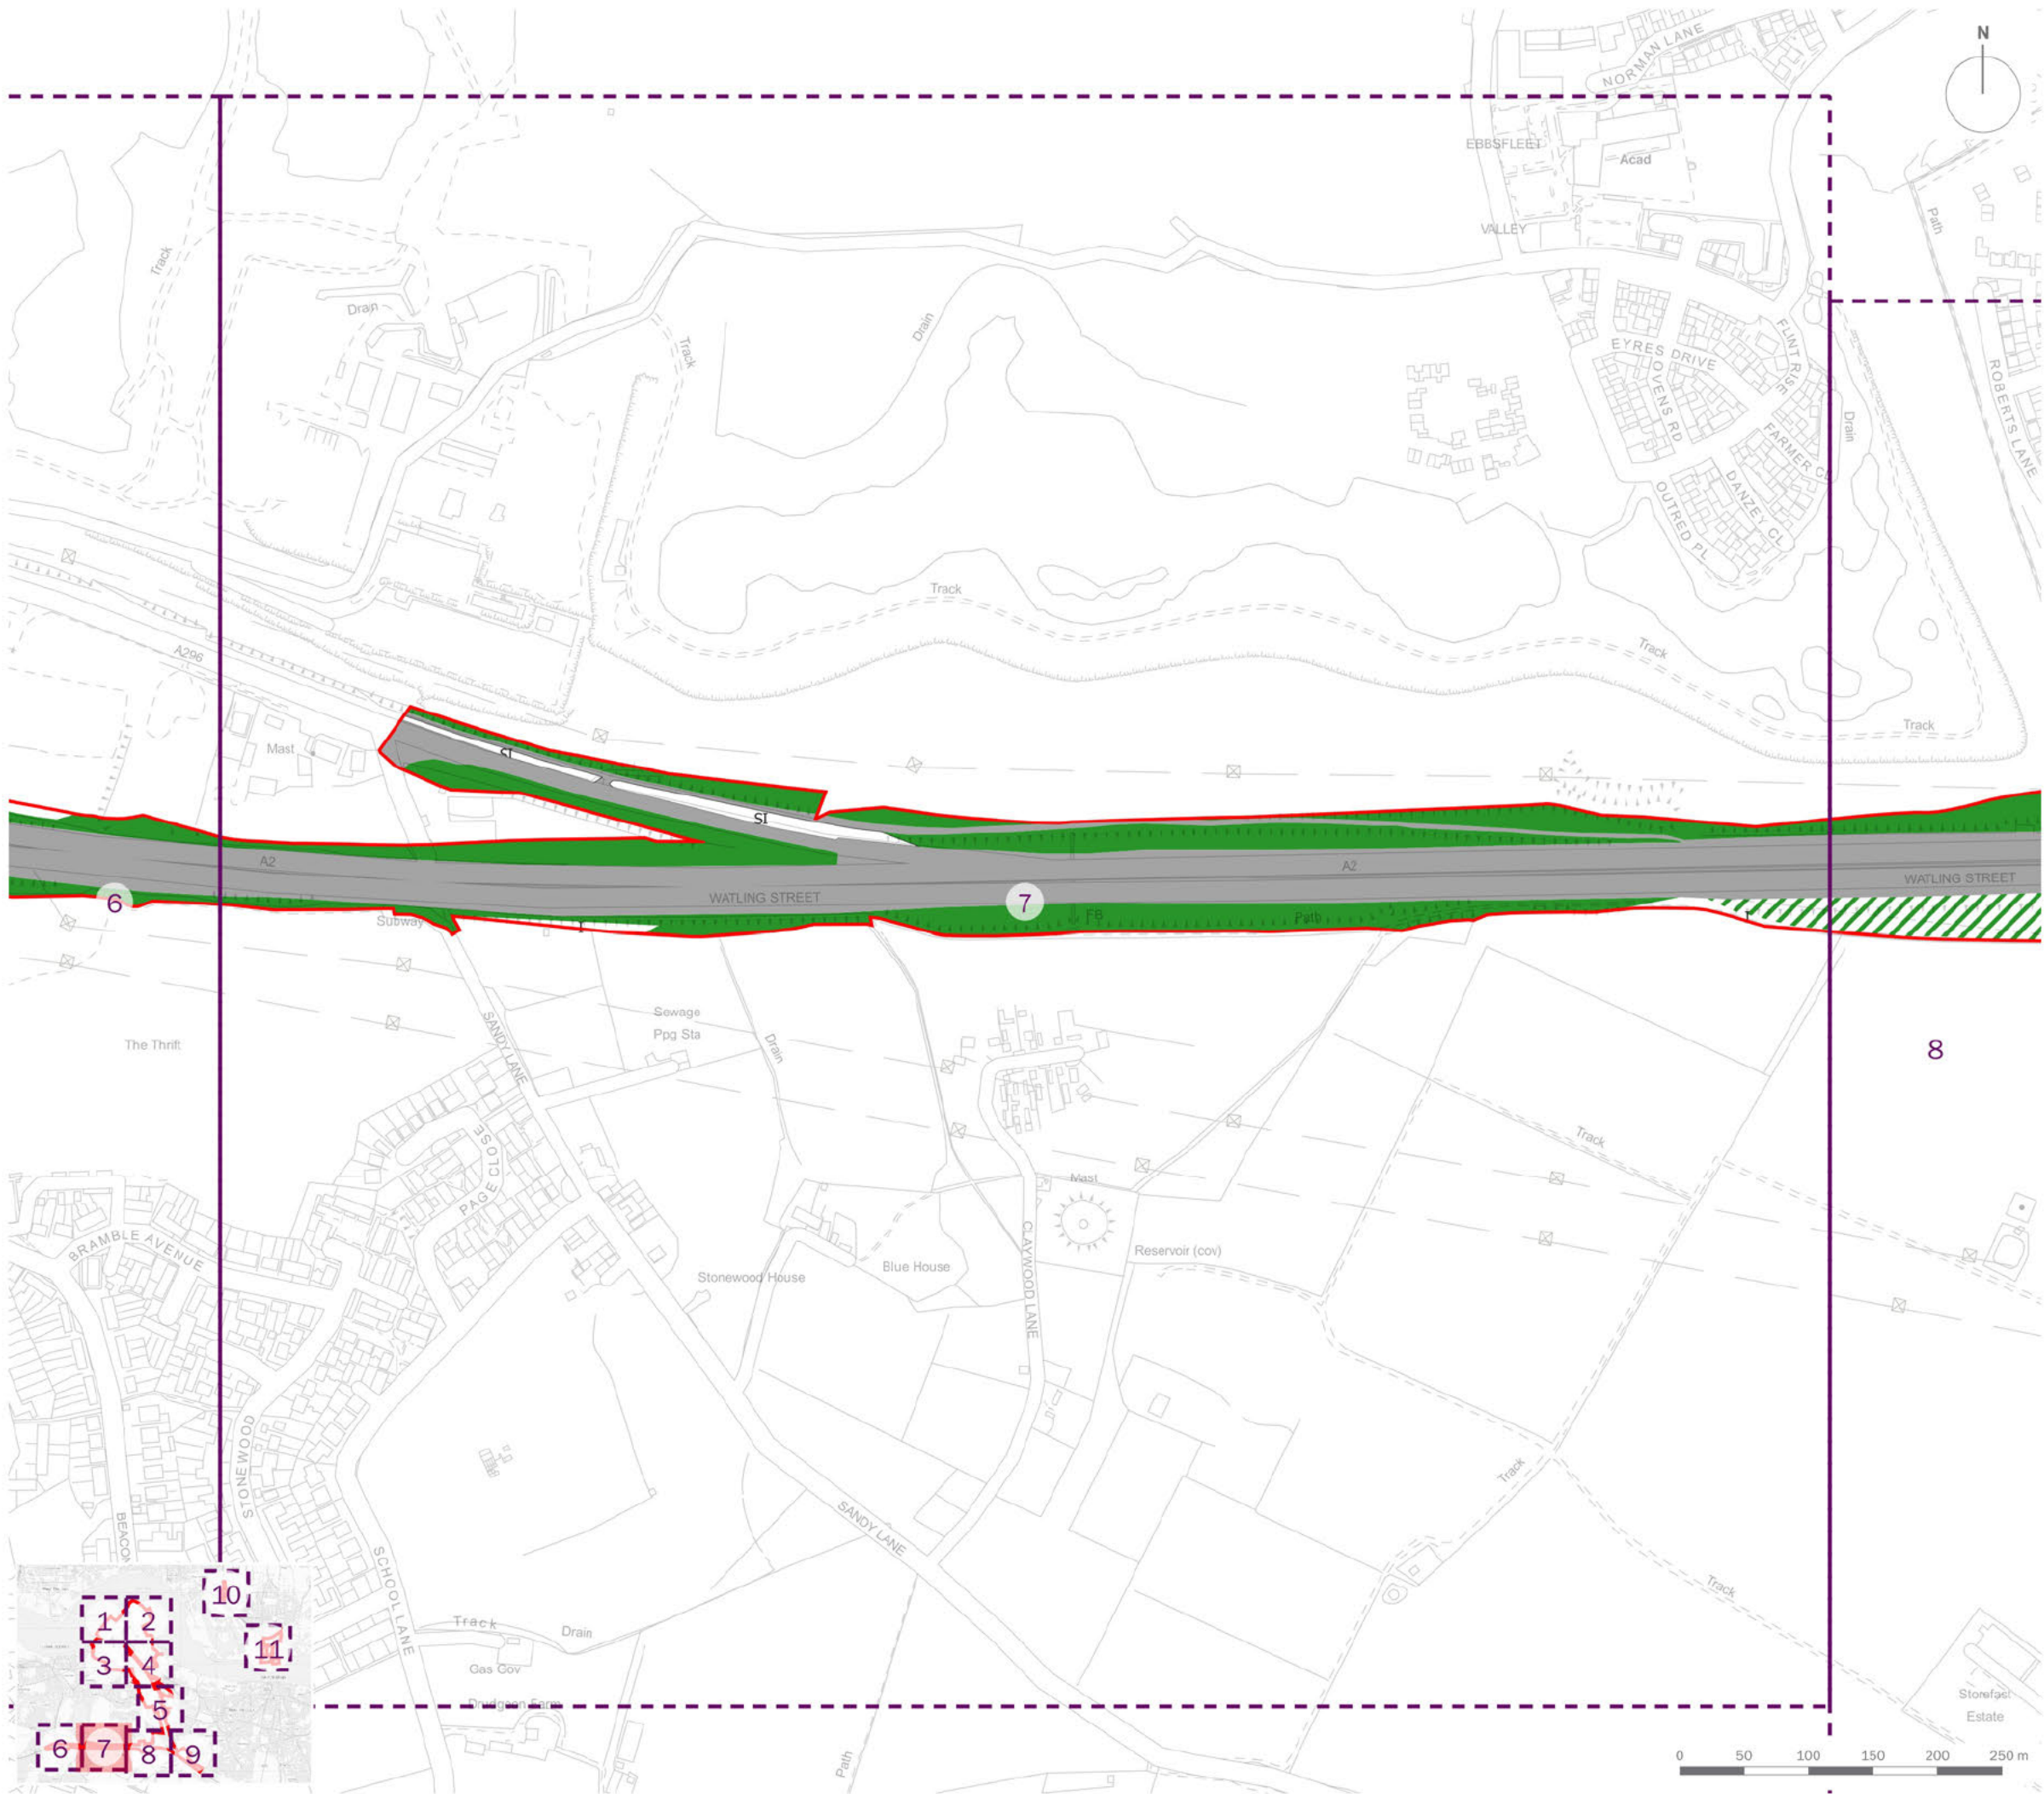 N
NORMAN LANE
EBBSFLEET
Acad
VALLEY
Path
Track
Drain
Drain
Track
EYRES DRIVE
FLINT RISE
OVENS RD
ROBERTS LANE
Drain
FARMER CL
DANZEY CL
OUTRED PL
Track
Track
A296
Track
Mast
SI
SI
A2
A2
WATLING STREET
WATLING STREET
6
7
Subway
I
FB
Path
I
Sewage
Ppg Sta
Drain
SANDY LANE
The Thrift
8
Track
PAGE CLOSE
Mast
BRAMBLE AVENUE
CLAYWOOD LANE
Reservoir (cov)
Blue House
Stonewood House
STONEWOOD
Track
SANDY LANE
BEACON
SCHOOL LANE
Track
Track
Drain
Gas Gov
Path
Storefast
Estate
10
1
2
11
3
4
5
6
7
8
9
0
50
100
150
200
250 m